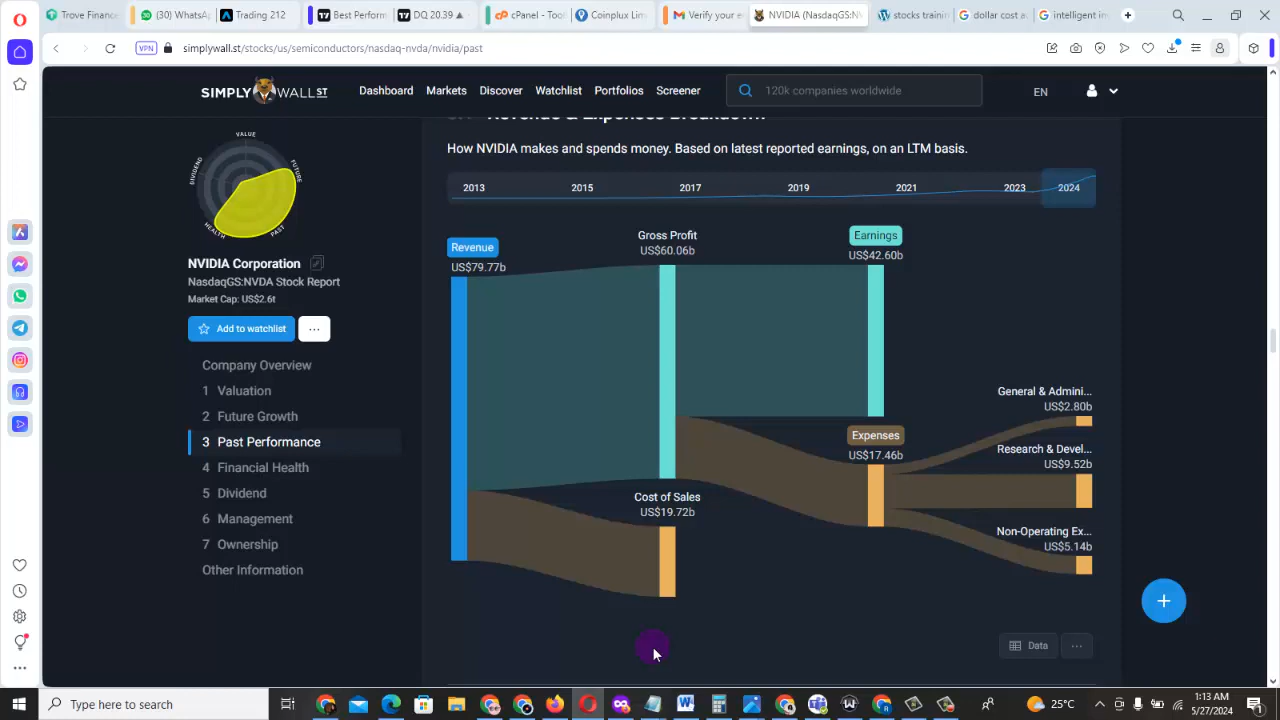 Trove Finance
(30) WhatsA
Trading 212
Best Perform
DQ 20.39 ▲
cPanel - Tool
Coinplux Lim
Verify your e
NVIDIA (NasdaqGS:NV
stocks traini
dollar cost a
intelligent in
VPN
simplywall.st/stocks/us/semiconductors/nasdaq-nvda/nvidia/past
SIMPLY WALL ST
Dashboard
Markets
Discover
Watchlist
Portfolios
Screener
120k companies worldwide
EN
VALUE
FUTURE
PAST
HEALTH
DIVIDEND
NVIDIA Corporation
NasdaqGS:NVDA Stock Report
Market Cap: US$2.6t
Add to watchlist
...
Company Overview
1 Valuation
2 Future Growth
3 Past Performance
4 Financial Health
5 Dividend
6 Management
7 Ownership
Other Information
Revenue & Expenses Breakdown
How NVIDIA makes and spends money. Based on latest reported earnings, on an LTM basis.
2013
2015
2017
2019
2021
2023
2024
Revenue
US$79.77b
Gross Profit
US$60.06b
Earnings
US$42.60b
Cost of Sales
US$19.72b
Expenses
US$17.46b
General & Admini...
US$2.80b
Research & Devel...
US$9.52b
Non-Operating Ex...
US$5.14b
Data
...
Type here to search
25°C
1:13 AM
5/27/2024